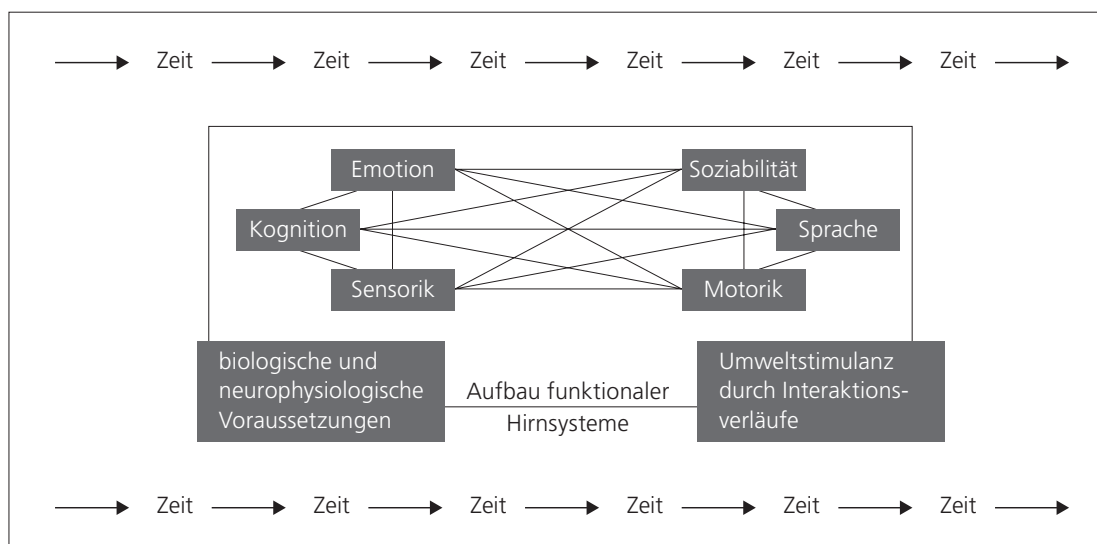 Zeit Zeit Zeit Zeit Zeit Zeit
Emotion Soziabilität
Kognition Sprache
Sensorik Motorik
biologische und
neurophysiologische
Voraussetzungen
Aufbau funktionaler
Hirnsysteme
Umweltstimulanz
durch Interaktions-
verläufe
Zeit Zeit Zeit Zeit Zeit Zeit